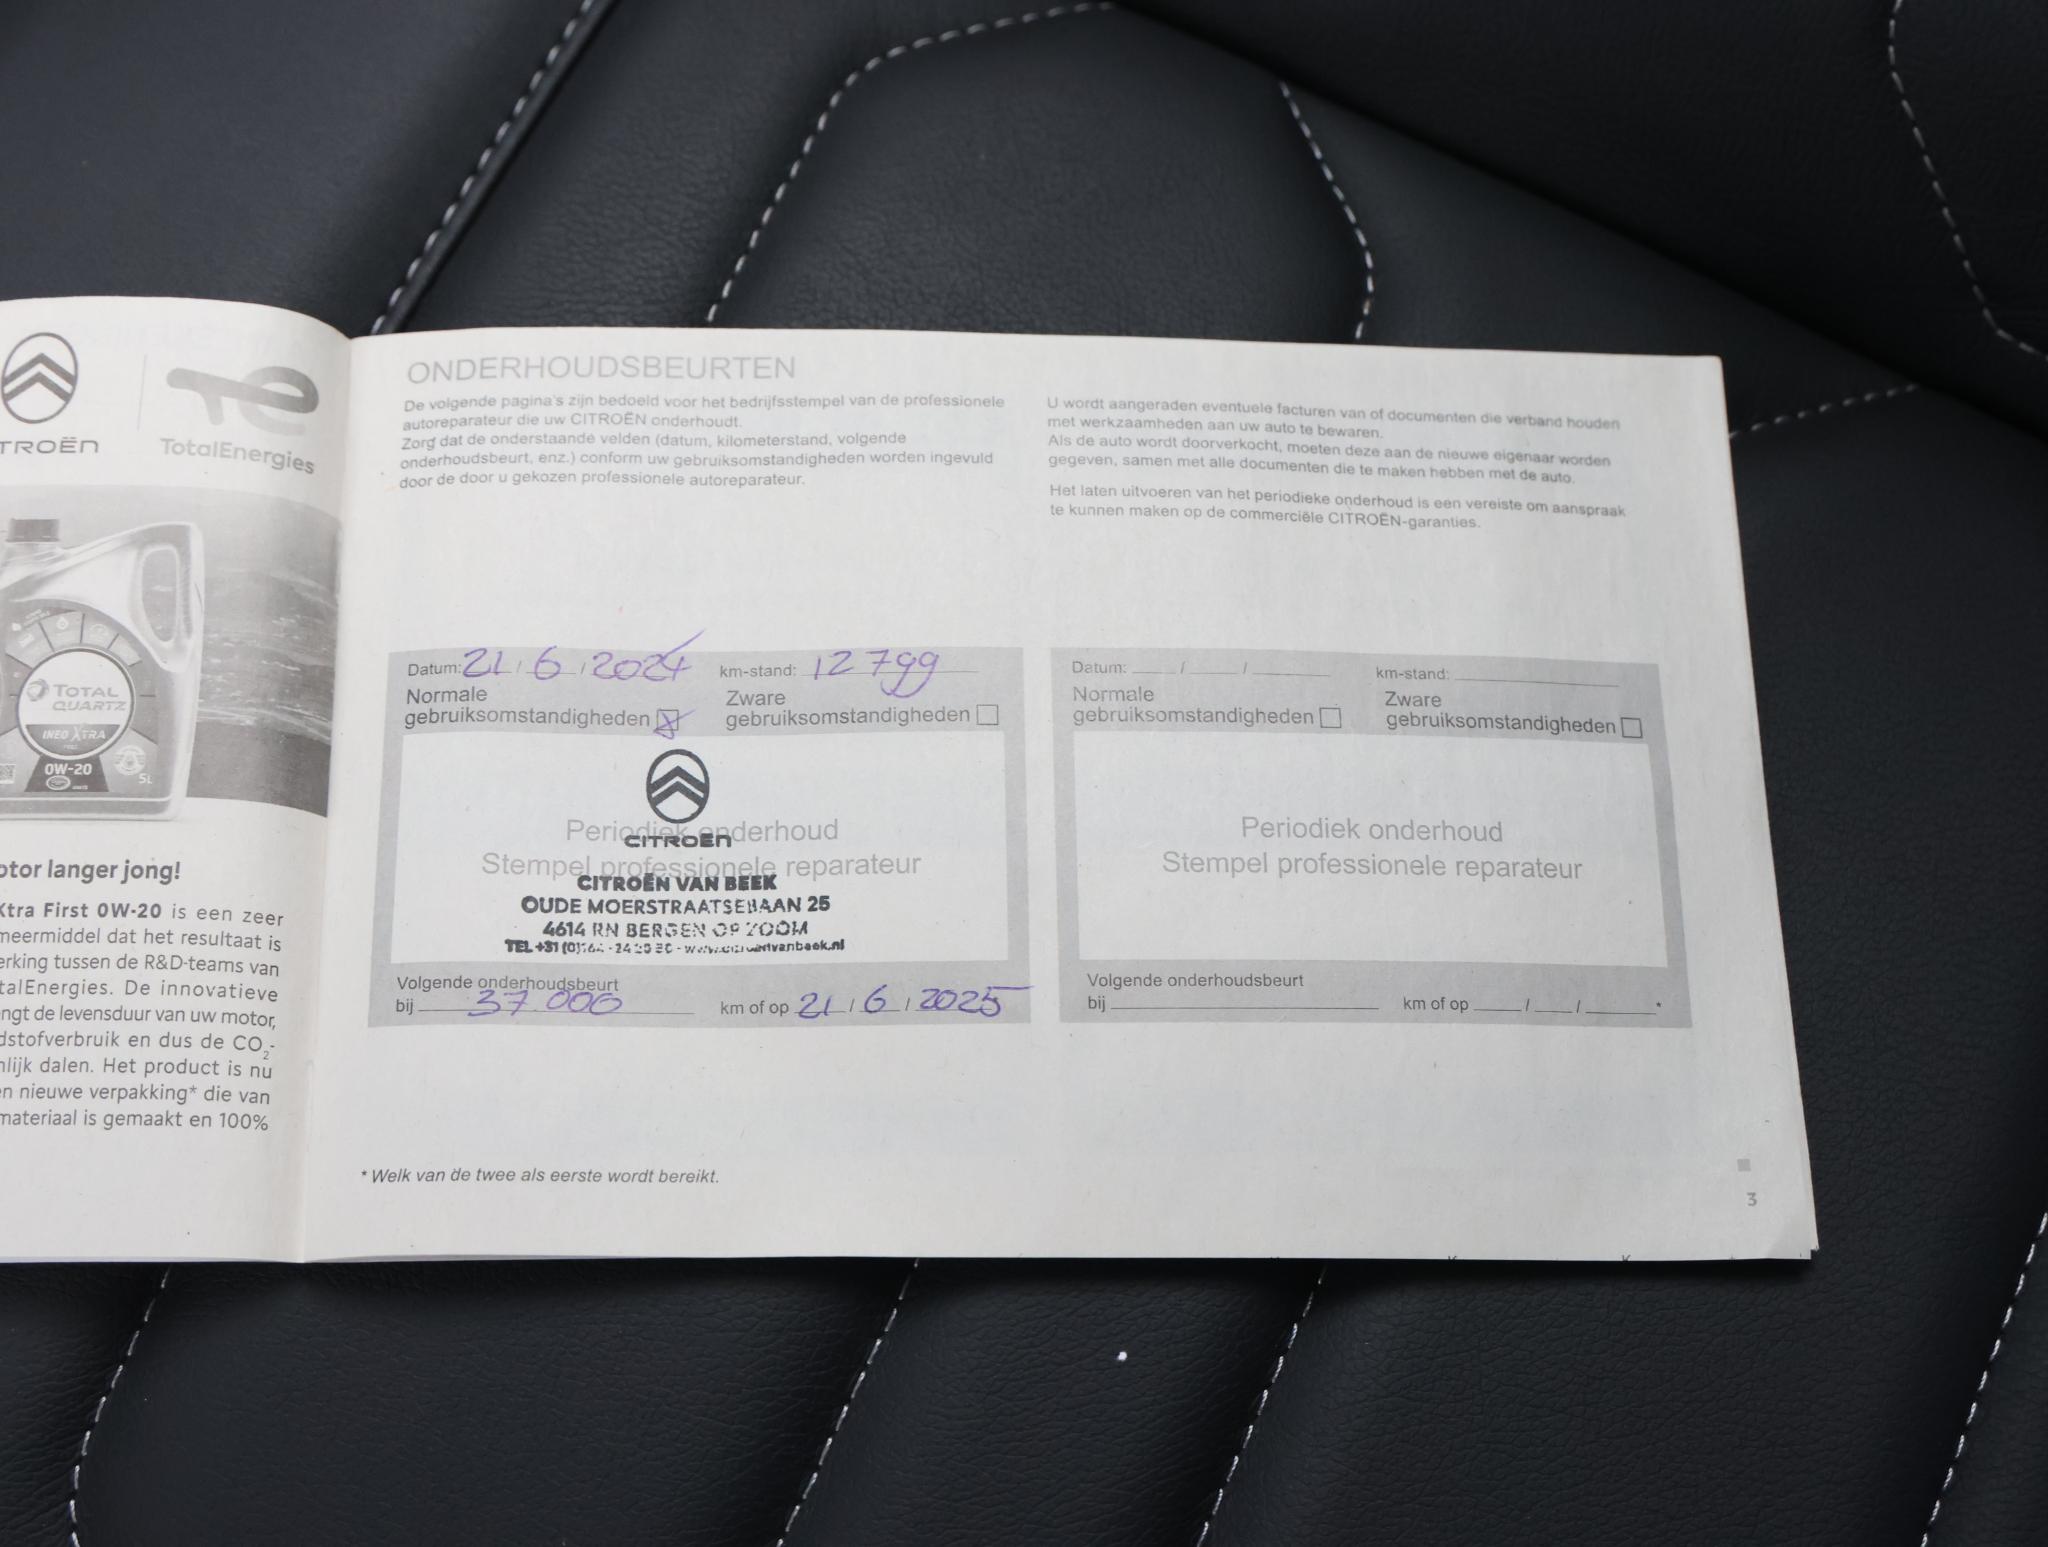 TROËN
TotalEnergies
TOTAL
QUARTZ
INEO XTRA
FIRST
0W-20
5L
otor langer jong!
Xtra First 0W-20 is een zeer
meermiddel dat het resultaat is
erking tussen de R&D-teams van
talEnergies. De innovatieve
engt de levensduur van uw motor,
dstofverbruik en dus de CO2-
nlijk dalen. Het product is nu
en nieuwe verpakking* die van
materiaal is gemaakt en 100%
ONDERHOUDSBEURTEN
De volgende pagina's zijn bedoeld voor het bedrijfsstempel van de professionele
autoreparateur die uw CITROËN onderhoudt.
Zorg dat de onderstaande velden (datum, kilometerstand, volgende
onderhoudsbeurt, enz.) conform uw gebruiksomstandigheden worden ingevuld
door de door u gekozen professionele autoreparateur.
U wordt aangeraden eventuele facturen van of documenten die verband houden
met werkzaamheden aan uw auto te bewaren.
Als de auto wordt doorverkocht, moeten deze aan de nieuwe eigenaar worden
gegeven, samen met alle documenten die te maken hebben met de auto.
Het laten uitvoeren van het periodieke onderhoud is een vereiste om aanspraak
te kunnen maken op de commerciële CITROËN-garanties.
Datum: 21 / 6 / 2024 km-stand: 12799
Normale
gebruiksomstandigheden
Zware
gebruiksomstandigheden
Periodiek onderhoud
Stempel professionele reparateur
CITROËN
CITROËN VAN BEEK
OUDE MOERSTRAATSEBAAN 25
4614 RN BERGEN OP ZOOM
Volgende onderhoudsbeurt
bij 37.000 km of op 21 / 6 / 2025
Datum: / / km-stand:
Normale
gebruiksomstandigheden
Zware
gebruiksomstandigheden
Periodiek onderhoud
Stempel professionele reparateur
Volgende onderhoudsbeurt
bij km of op / / *
* Welk van de twee als eerste wordt bereikt.
3